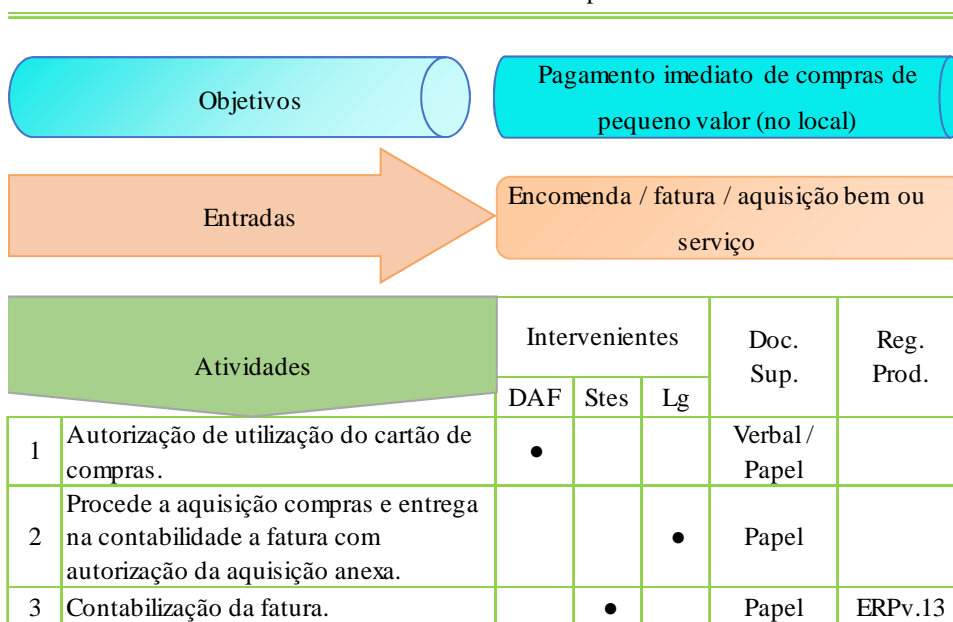 Objetivos
Pagamento imediato de compras de
pequeno valor (no local)
Entradas
Encomenda / fatura / aquisição bem ou
serviço
Atividades
Intervenientes
Doc.
Sup.
Reg.
Prod.
DAF
Stes
Lg
1
Autorização de utilização do cartão de
compras.
●
Verbal /
Papel
2
Procede a aquisição compras e entrega
na contabilidade a fatura com
autorização da aquisição anexa.
●
Papel
3
Contabilização da fatura.
●
Papel
ERPv.13